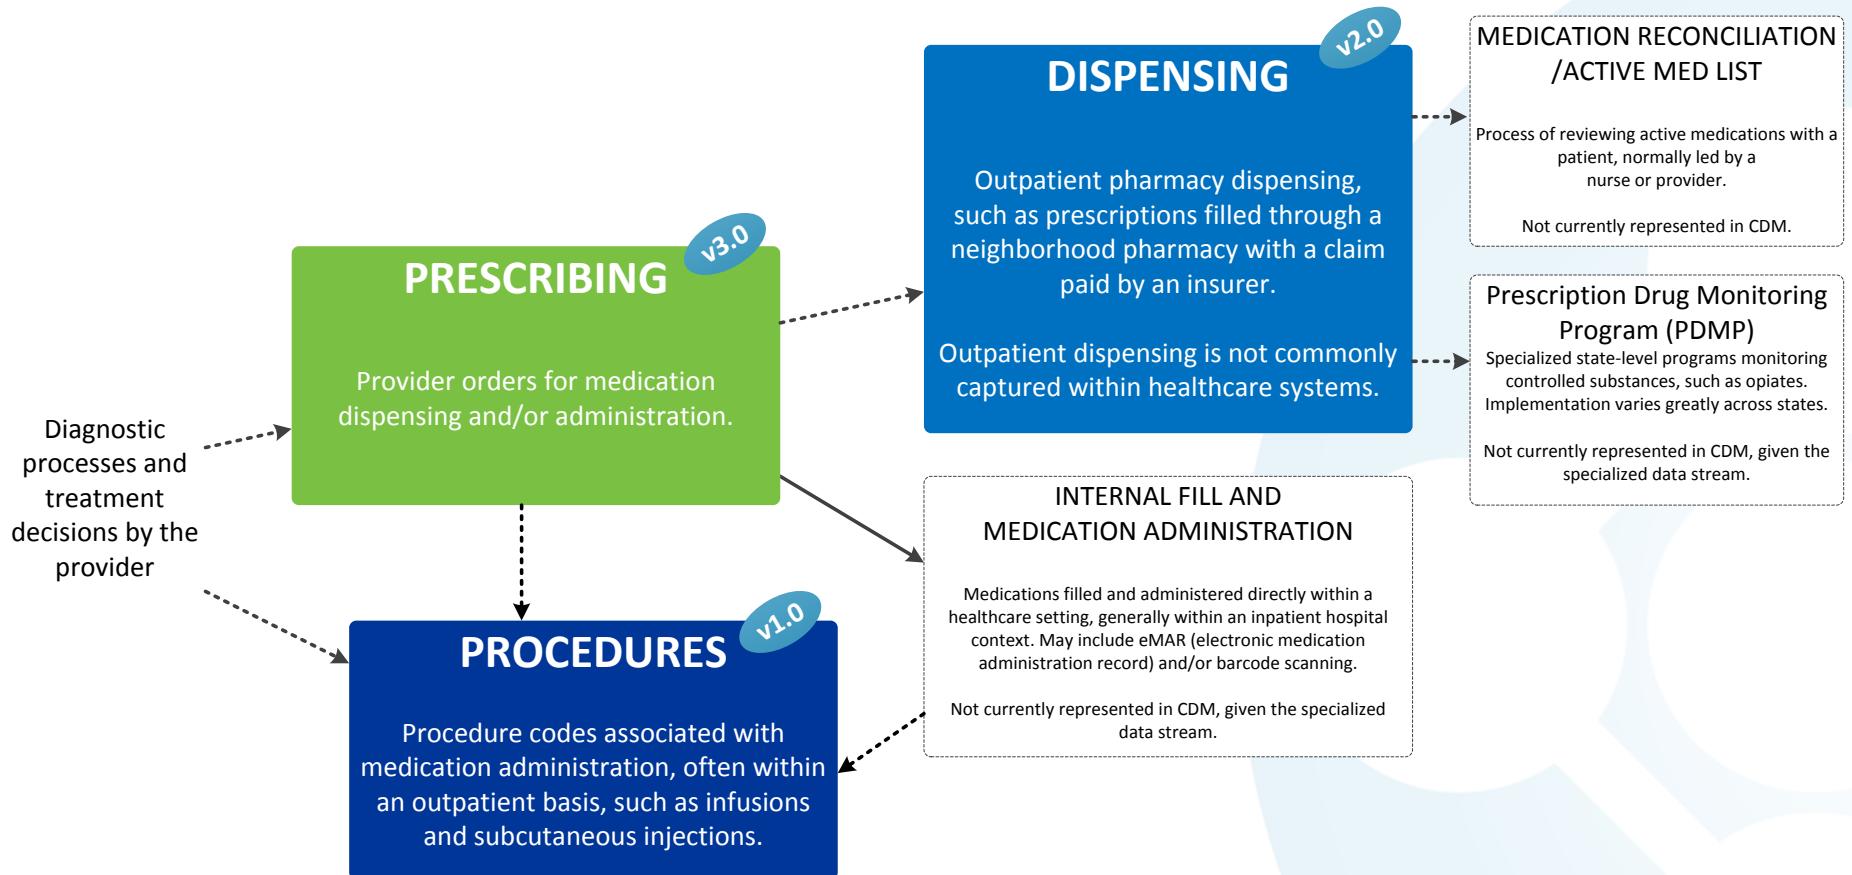 Diagnostic
processes and
treatment
decisions by the
provider
v3.0
PRESCRIBING
Provider orders for medication
dispensing and/or administration.
v1.0
PROCEDURES
Procedure codes associated with
medication administration, often within
an outpatient basis, such as infusions
and subcutaneous injections.
v2.0
DISPENSING
Outpatient pharmacy dispensing,
such as prescriptions filled through a
neighborhood pharmacy with a claim
paid by an insurer.
Outpatient dispensing is not commonly
captured within healthcare systems.
INTERNAL FILL AND
MEDICATION ADMINISTRATION
Medications filled and administered directly within a
healthcare setting, generally within an inpatient hospital
context. May include eMAR (electronic medication
administration record) and/or barcode scanning.
Not currently represented in CDM, given the specialized
data stream.
MEDICATION RECONCILIATION
/ACTIVE MED LIST
Process of reviewing active medications with a
patient, normally led by a
nurse or provider.
Not currently represented in CDM.
Prescription Drug Monitoring
Program (PDMP)
Specialized state-level programs monitoring
controlled substances, such as opiates.
Implementation varies greatly across states.
Not currently represented in CDM, given the
specialized data stream.